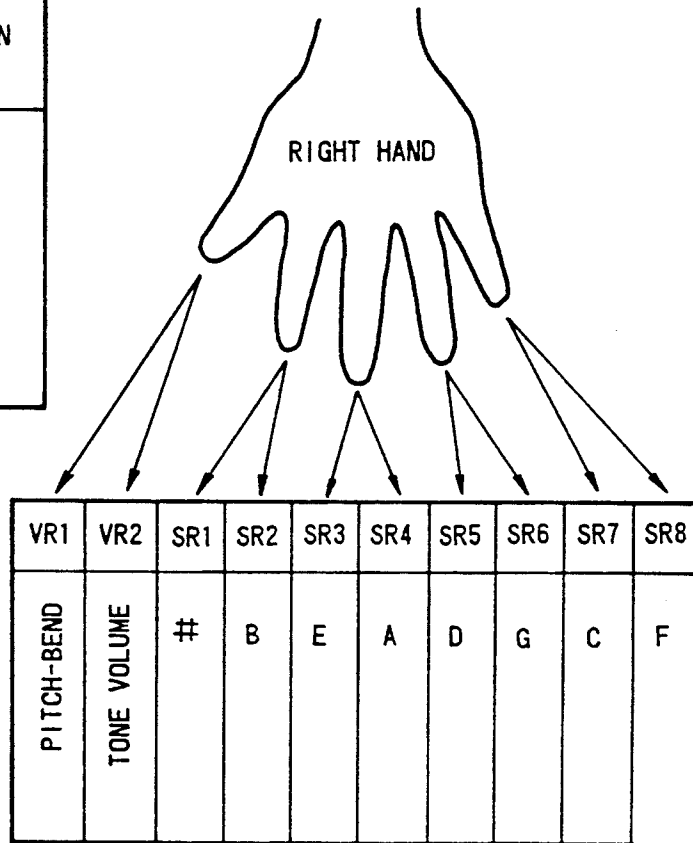 N
RIGHT HAND
VR1 VR2 SR1 SR2 SR3 SR4 SR5 SR6 SR7 SR8
PITCH-BEND TONE VOLUME # B E A D G C F